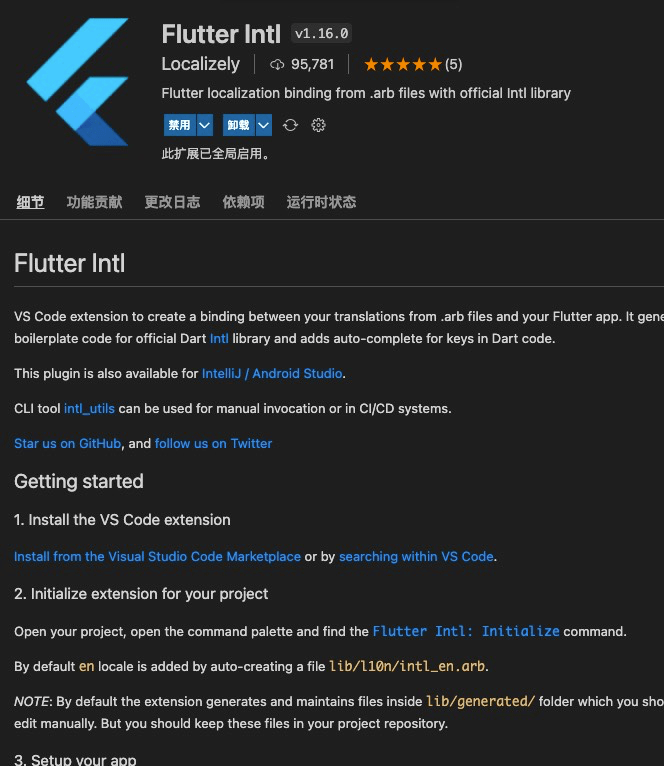 Flutter Intl v1.16.0
Localizely 95,781 (5)
Flutter localization binding from .arb files with official Intl library
禁用 卸载
此扩展已全局启用。
细节 功能贡献 更改日志 依赖项 运行时状态
Flutter Intl
VS Code extension to create a binding between your translations from .arb files and your Flutter app. It gene
boilerplate code for official Dart Intl library and adds auto-complete for keys in Dart code.
This plugin is also available for IntelliJ / Android Studio.
CLI tool intl_utils can be used for manual invocation or in CI/CD systems.
Star us on GitHub, and follow us on Twitter
Getting started
1. Install the VS Code extension
Install from the Visual Studio Code Marketplace or by searching within VS Code.
2. Initialize extension for your project
Open your project, open the command palette and find the Flutter Intl: Initialize command.
By default en locale is added by auto-creating a file lib/l10n/intl_en.arb.
NOTE: By default the extension generates and maintains files inside lib/generated/ folder which you sho
edit manually. But you should keep these files in your project repository.
3. Setup your app